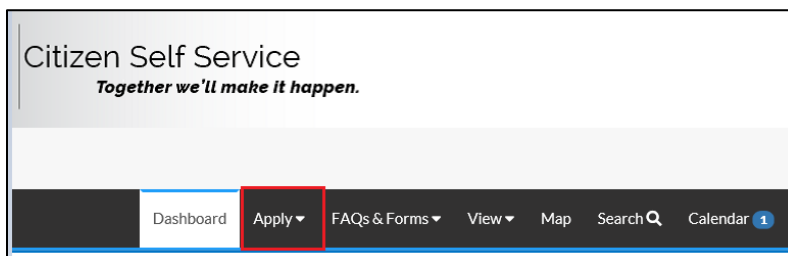 Citizen Self Service
Together we'll make it happen.
Dashboard Apply FAQs & Forms View Map Search Calendar 1